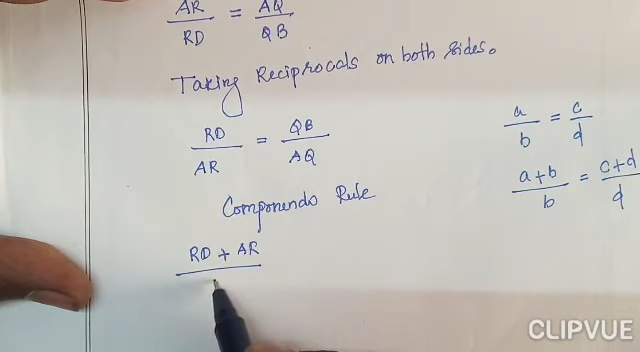 AR/RD = AQ/QB
Taking Reciprocals on both sides.
RD/AR = QB/AQ
a/b = c/d
a+b/b = c+d/d
Componendo Rule
RD + AR
CLIPVUE